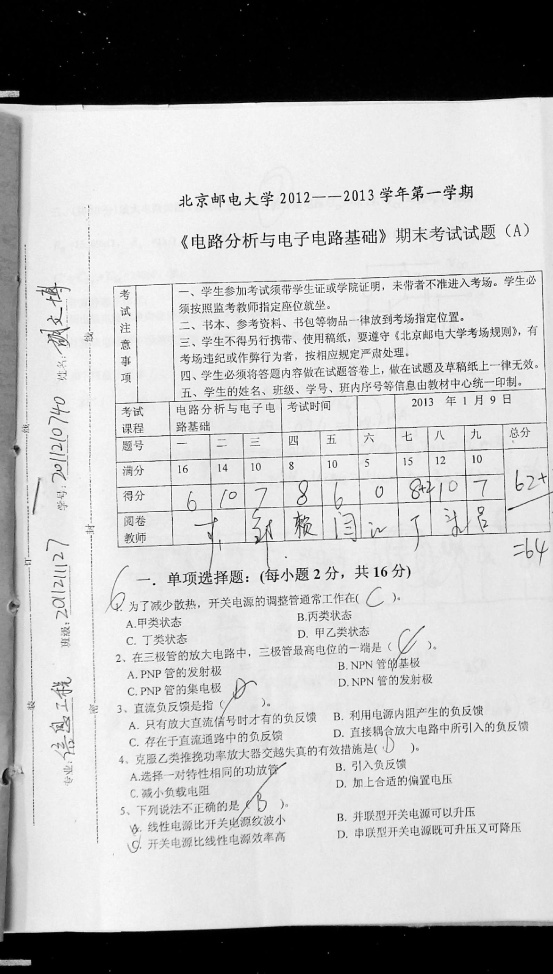 北京邮电大学2012——2013学年第一学期
《电路分析与电子电路基础》期末考试试题（A）
考试注意事项
一、学生参加考试须带学生证或学院证明，未带者不准进入考场。学生必
须按照监考教师指定座位就坐。
二、书本、参考资料、书包等物品一律放到考场指定位置。
三、学生不得另行携带、使用稿纸，要遵守《北京邮电大学考场规则》，有
考场违纪或作弊行为者，按相应规定严肃处理。
四、学生必须将答题内容做在试题答卷上，做在试题及草稿纸上一律无效。
五、学生的姓名、班级、学号、班内序号等信息由教材中心统一印制。
考试课程 电路分析与电子电路基础 考试时间 2013 年 1 月 9 日
题号 一 二 三 四 五 六 七 八 九 总分
满分 16 14 10 8 10 5 15 12 10
得分 6 10 7 8 6 0 8+2 10 7 62+
阅卷教师
=64
6
一．单项选择题：(每小题 2 分，共 16 分)
1、为了减少散热，开关电源的调整管通常工作在( C )。
A.甲类状态 B.丙类状态
C. 丁类状态 D. 甲乙类状态
2、在三极管的放大电路中，三极管最高电位的一端是（ ）。
A. PNP 管的发射极 B. NPN 管的基极
C. PNP 管的集电极 D. NPN 管的发射极
3、直流负反馈是指（ D ）。
A. 只有放大直流信号时才有的负反馈 B. 利用电源内阻产生的负反馈
C. 存在于直流通路中的负反馈 D. 直接耦合放大电路中所引入的负反馈
4、克服乙类推挽功率放大器交越失真的有效措施是( D )。
A.选择一对特性相同的功放管 B. 引入负反馈
C.减小负载电阻 D. 加上合适的偏置电压
5、下列说法不正确的是（ B ）。
A. 线性电源比开关电源纹波小 B. 并联型开关电源可以升压
C. 开关电源比线性电源效率高 D. 串联型开关电源既可升压又可降压
专业：信息工程 班级：2011211127 学号：2011210740 姓名：